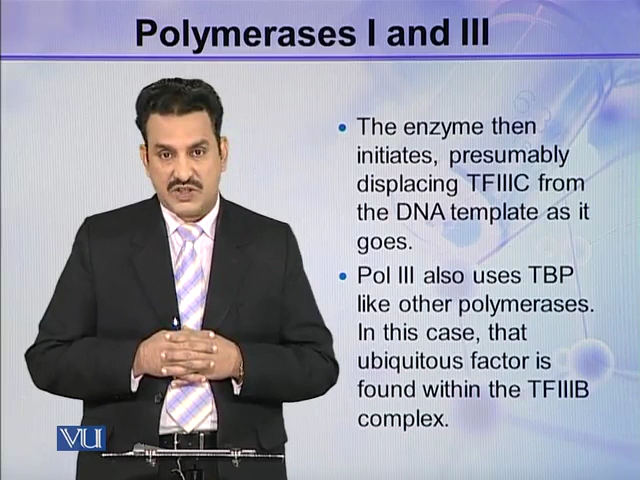 Polymerases I and III
• The enzyme then
initiates, presumably
displacing TFIIIC from
the DNA template as it
goes.
• Pol III also uses TBP
like other polymerases.
In this case, that
ubiquitous factor is
found within the TFIIIB
complex.
VU